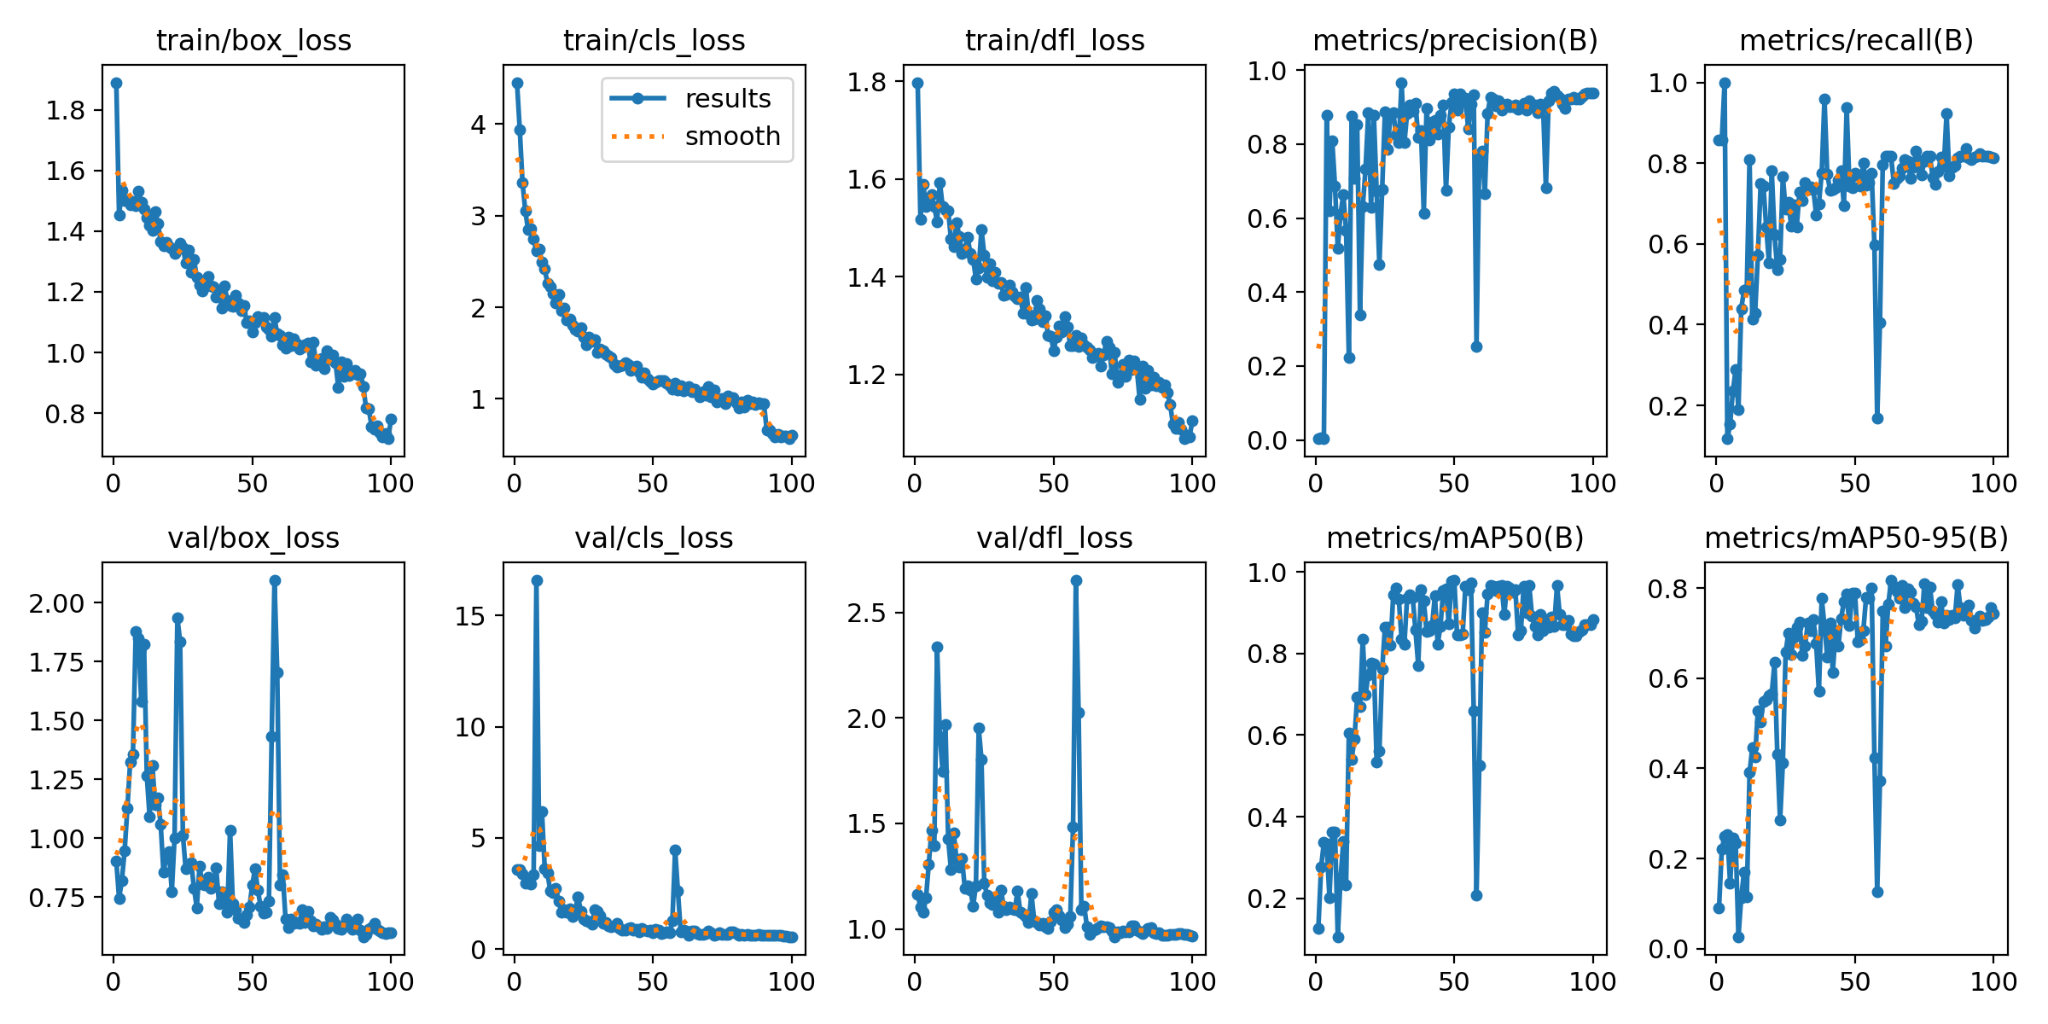 train/box_loss
1.8
1.6
1.4
1.2
1.0
0.8
0 50 100
train/cls_loss
results
smooth
4
3
2
1
0 50 100
train/dfl_loss
1.8
1.6
1.4
1.2
0 50 100
metrics/precision(B)
1.0
0.8
0.6
0.4
0.2
0.0
0 50 100
metrics/recall(B)
1.0
0.8
0.6
0.4
0.2
0 50 100
val/box_loss
2.00
1.75
1.50
1.25
1.00
0.75
0 50 100
val/cls_loss
15
10
5
0
0 50 100
val/dfl_loss
2.5
2.0
1.5
1.0
0 50 100
metrics/mAP50(B)
1.0
0.8
0.6
0.4
0.2
0 50 100
metrics/mAP50-95(B)
0.8
0.6
0.4
0.2
0.0
0 50 100